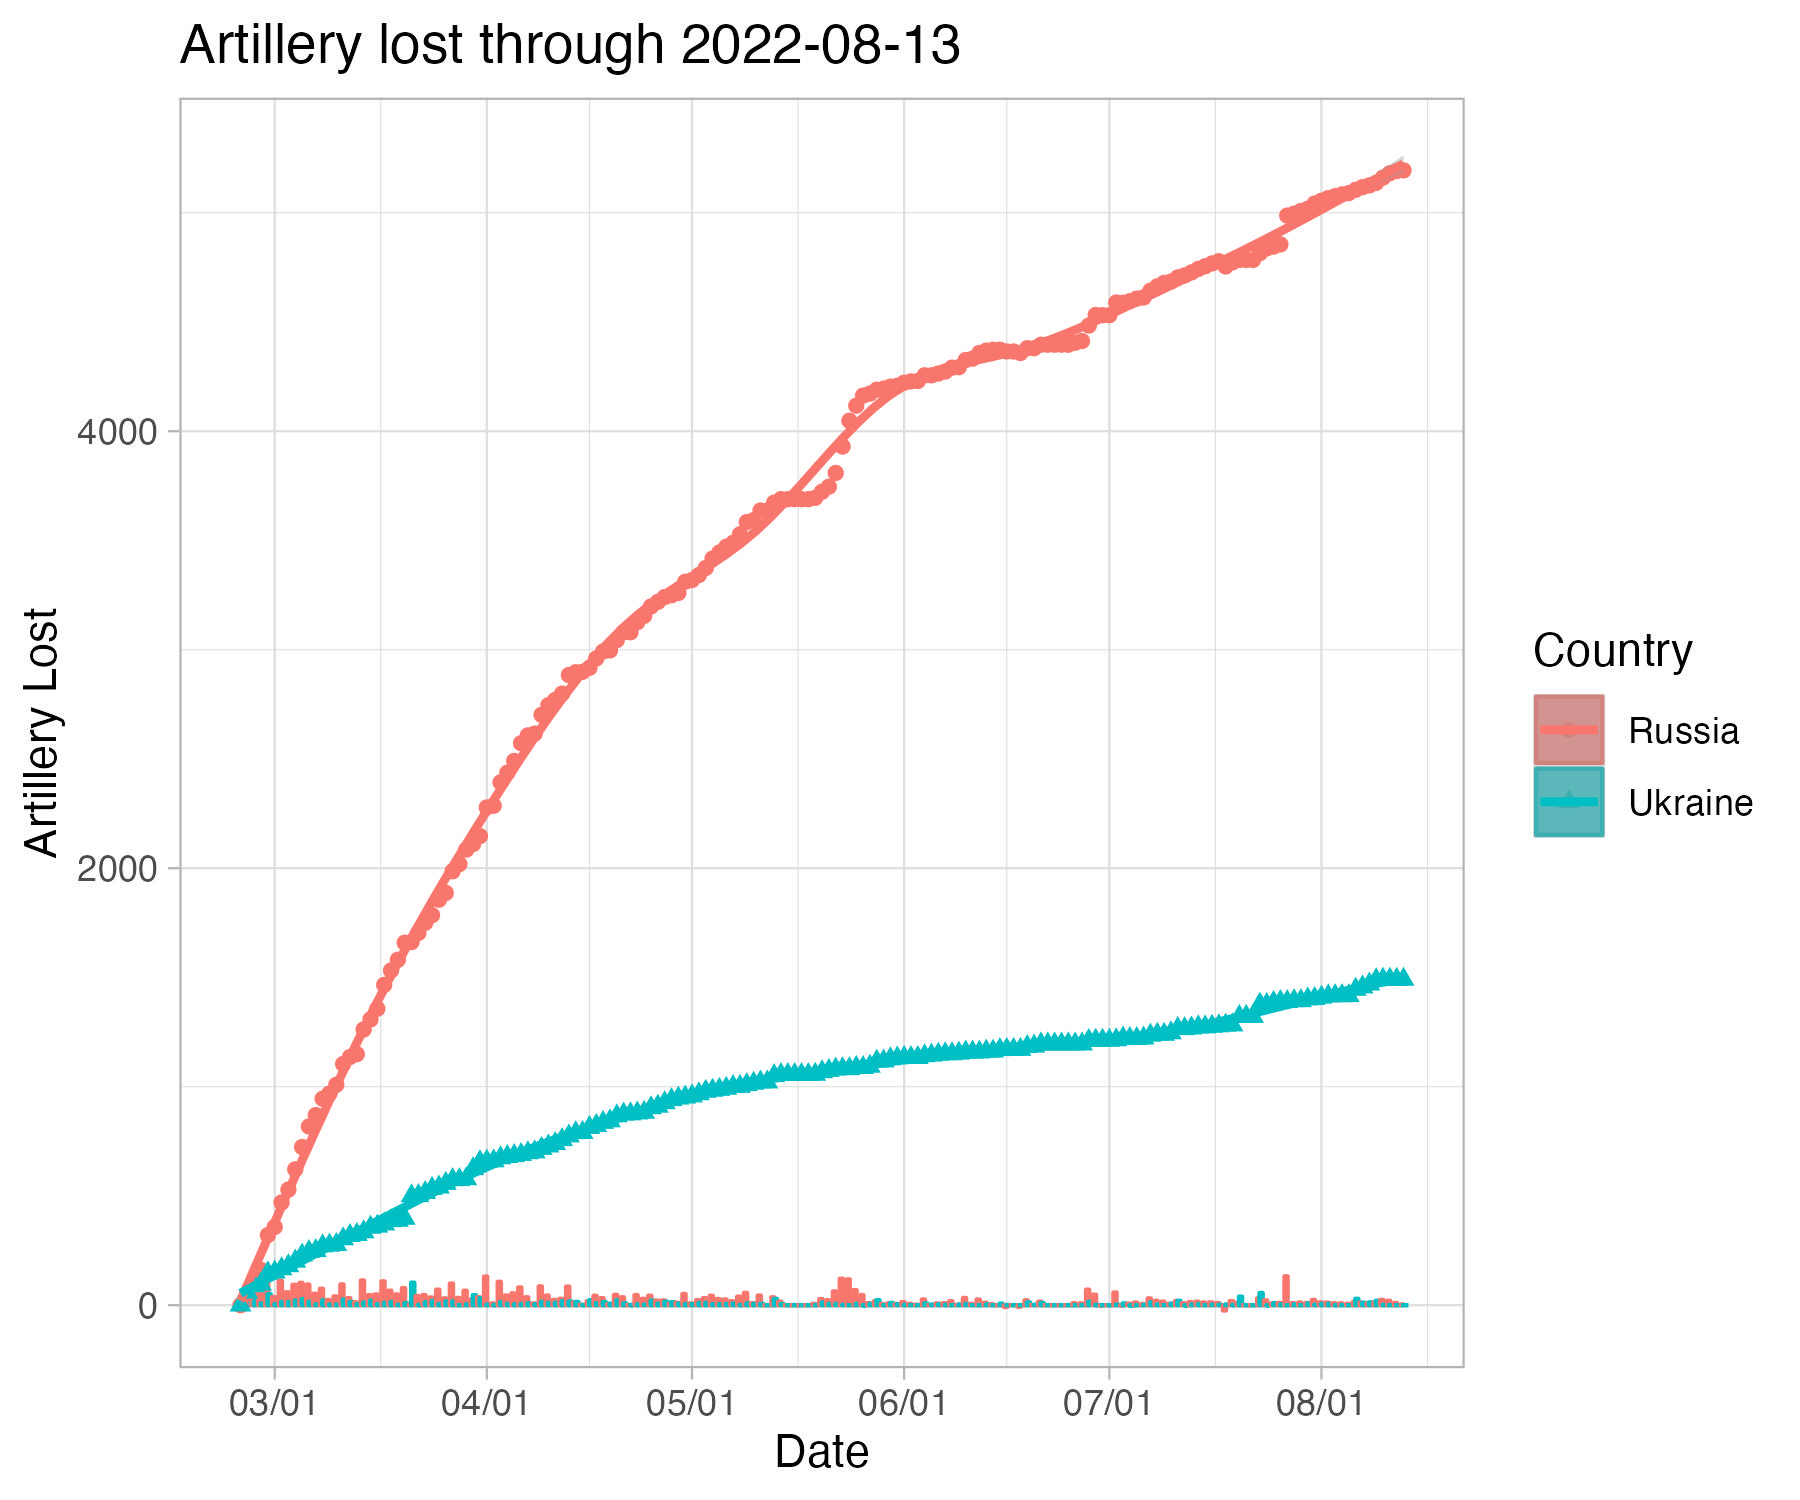 Artillery lost through 2022-08-13
Artillery Lost
4000
2000
0
03/01
04/01
05/01
06/01
07/01
08/01
Date
Country
Russia
Ukraine